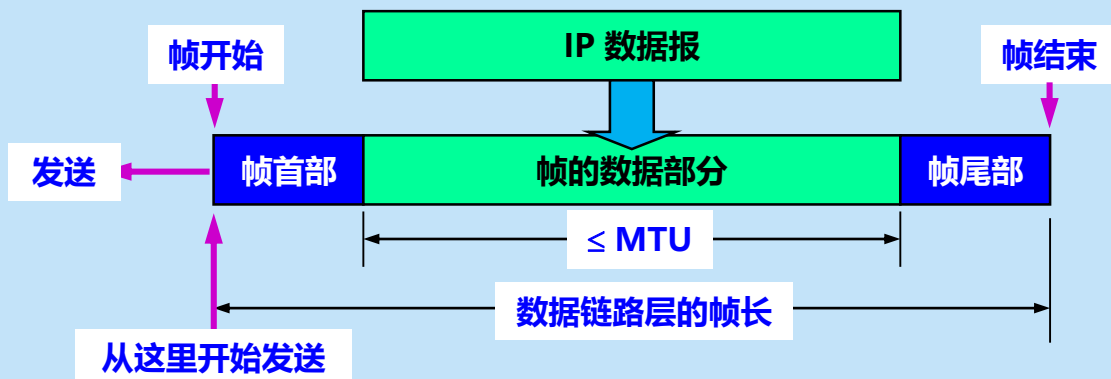 IP 数据报
帧开始
帧结束
发送
帧首部
帧的数据部分
帧尾部
≤ MTU
数据链路层的帧长
从这里开始发送